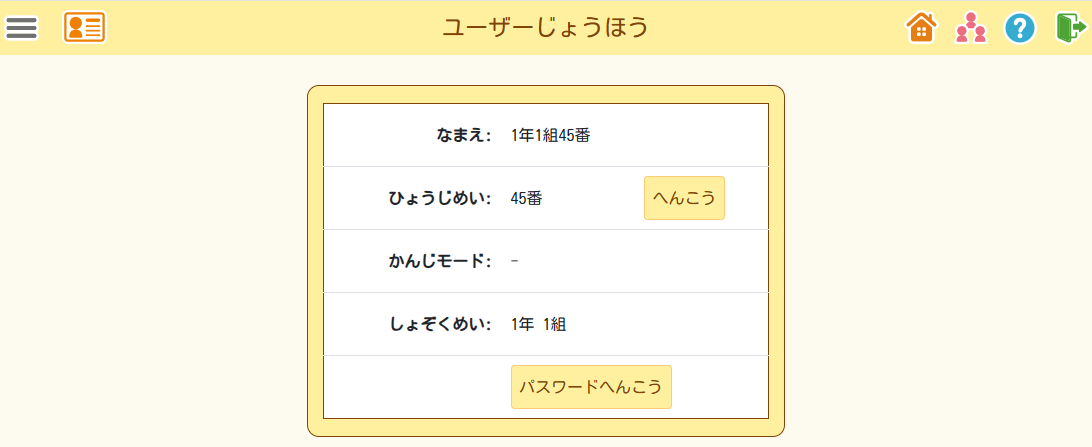 ユーザーじょうほう
?
なまえ: 1年1組45番
ひょうじめい: 45番 へんこう
かんじモード: -
しょぞくめい: 1年 1組
パスワードへんこう